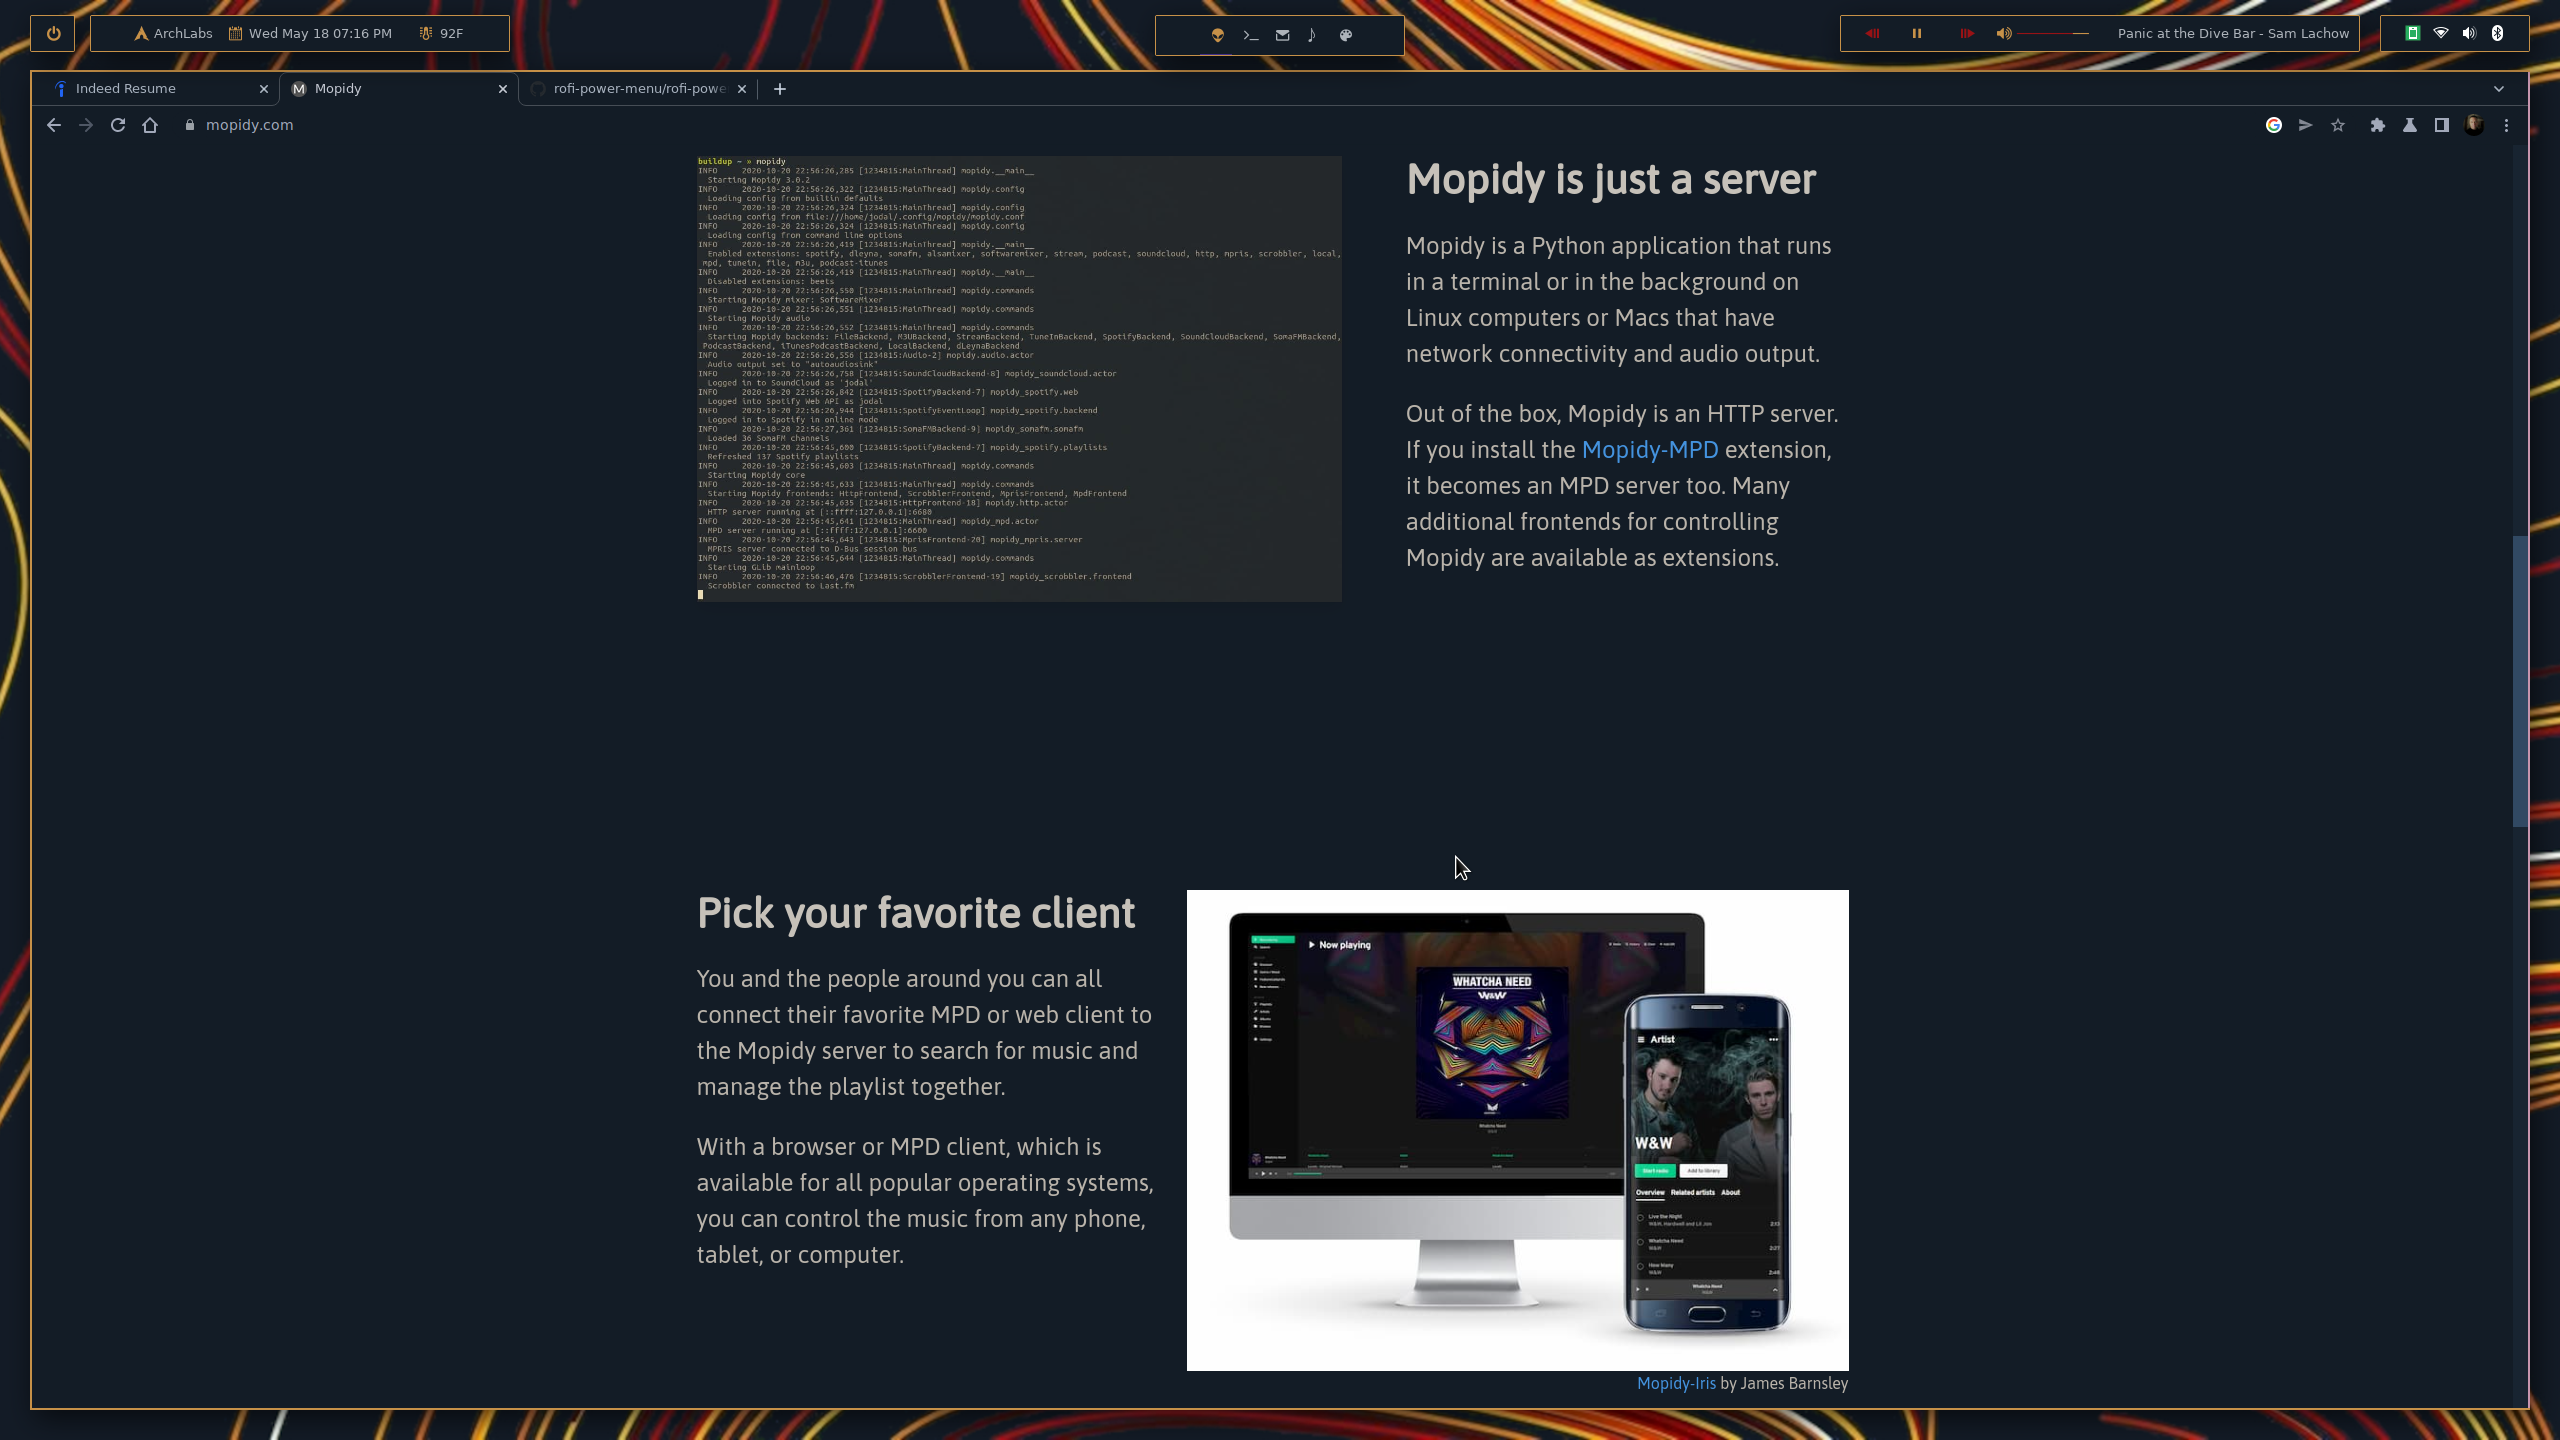 ArchLabs Wed May 18 07:16 PM 92F
Panic at the Dive Bar - Sam Lachow
Indeed Resume
Mopidy
rofi-power-menu/rofi-powe
mopidy.com
buildup ~ » mopidy
INFO 2020-10-20 22:56:26,285 [1234815:MainThread] mopidy.__main__
Starting Mopidy 3.0.2
INFO 2020-10-20 22:56:26,322 [1234815:MainThread] mopidy.config
Loading config from builtin defaults
INFO 2020-10-20 22:56:26,324 [1234815:MainThread] mopidy.config
Loading config from file:///home/jodal/.config/mopidy/mopidy.conf
INFO 2020-10-20 22:56:26,324 [1234815:MainThread] mopidy.config
Loading config from command line options
INFO 2020-10-20 22:56:26,419 [1234815:MainThread] mopidy.__main__
Enabled extensions: spotify, dleyna, somafm, alsamixer, softwaremixer, stream, podcast, soundcloud, http, mpris, scrobbler, local,
mpd, tunein, file, m3u, podcast-itunes
INFO 2020-10-20 22:56:26,419 [1234815:MainThread] mopidy.__main__
Disabled extensions: beets
INFO 2020-10-20 22:56:26,550 [1234815:MainThread] mopidy.commands
Starting Mopidy mixer: SoftwareMixer
INFO 2020-10-20 22:56:26,551 [1234815:MainThread] mopidy.commands
Starting Mopidy audio
INFO 2020-10-20 22:56:26,552 [1234815:MainThread] mopidy.commands
Starting Mopidy backends: FileBackend, M3UBackend, StreamBackend, TuneInBackend, SpotifyBackend, SoundCloudBackend, SomaFMBackend,
PodcastBackend, iTunesPodcastBackend, LocalBackend, dLeynaBackend
INFO 2020-10-20 22:56:26,556 [1234815:Audio-2] mopidy.audio.actor
Audio output set to "autoaudiosink"
INFO 2020-10-20 22:56:26,758 [1234815:SoundCloudBackend-8] mopidy_soundcloud.actor
Logged in to SoundCloud as 'jodal'
INFO 2020-10-20 22:56:26,842 [1234815:SpotifyBackend-7] mopidy_spotify.web
Logged into Spotify Web API as jodal
INFO 2020-10-20 22:56:26,944 [1234815:SpotifyEventLoop] mopidy_spotify.backend
Logged in to Spotify in online mode
INFO 2020-10-20 22:56:27,361 [1234815:SomaFMBackend-9] mopidy_somafm.somafm
Loaded 36 SomaFM channels
INFO 2020-10-20 22:56:45,600 [1234815:SpotifyBackend-7] mopidy_spotify.playlists
Refreshed 137 Spotify playlists
INFO 2020-10-20 22:56:45,603 [1234815:MainThread] mopidy.commands
Starting Mopidy core
INFO 2020-10-20 22:56:45,633 [1234815:MainThread] mopidy.commands
Starting Mopidy frontends: HttpFrontend, ScrobblerFrontend, MprisFrontend, MpdFrontend
INFO 2020-10-20 22:56:45,635 [1234815:HttpFrontend-18] mopidy.http.actor
HTTP server running at [::ffff:127.0.0.1]:6680
INFO 2020-10-20 22:56:45,641 [1234815:MainThread] mopidy_mpd.actor
MPD server running at [::ffff:127.0.0.1]:6600
INFO 2020-10-20 22:56:45,643 [1234815:MprisFrontend-20] mopidy_mpris.server
MPRIS server connected to D-Bus session bus
INFO 2020-10-20 22:56:45,644 [1234815:MainThread] mopidy.commands
Starting GLib mainloop
INFO 2020-10-20 22:56:46,476 [1234815:ScrobblerFrontend-19] mopidy_scrobbler.frontend
Scrobbler connected to Last.fm
Mopidy is just a server
Mopidy is a Python application that runs
in a terminal or in the background on
Linux computers or Macs that have
network connectivity and audio output.
Out of the box, Mopidy is an HTTP server.
If you install the Mopidy-MPD extension,
it becomes an MPD server too. Many
additional frontends for controlling
Mopidy are available as extensions.
Pick your favorite client
You and the people around you can all
connect their favorite MPD or web client to
the Mopidy server to search for music and
manage the playlist together.
With a browser or MPD client, which is
available for all popular operating systems,
you can control the music from any phone,
tablet, or computer.
Now playing
WHATCHA NEED
W&W
Whatcha Need
Artist
W&W
Start radio Add to library
Overview Related artists About
Live the Night
W&W, Hardwell and Lil Jon
Whatcha Need 2:27
W&W
How Many 2:48
W&W
Whatcha Need
Mopidy-Iris by James Barnsley